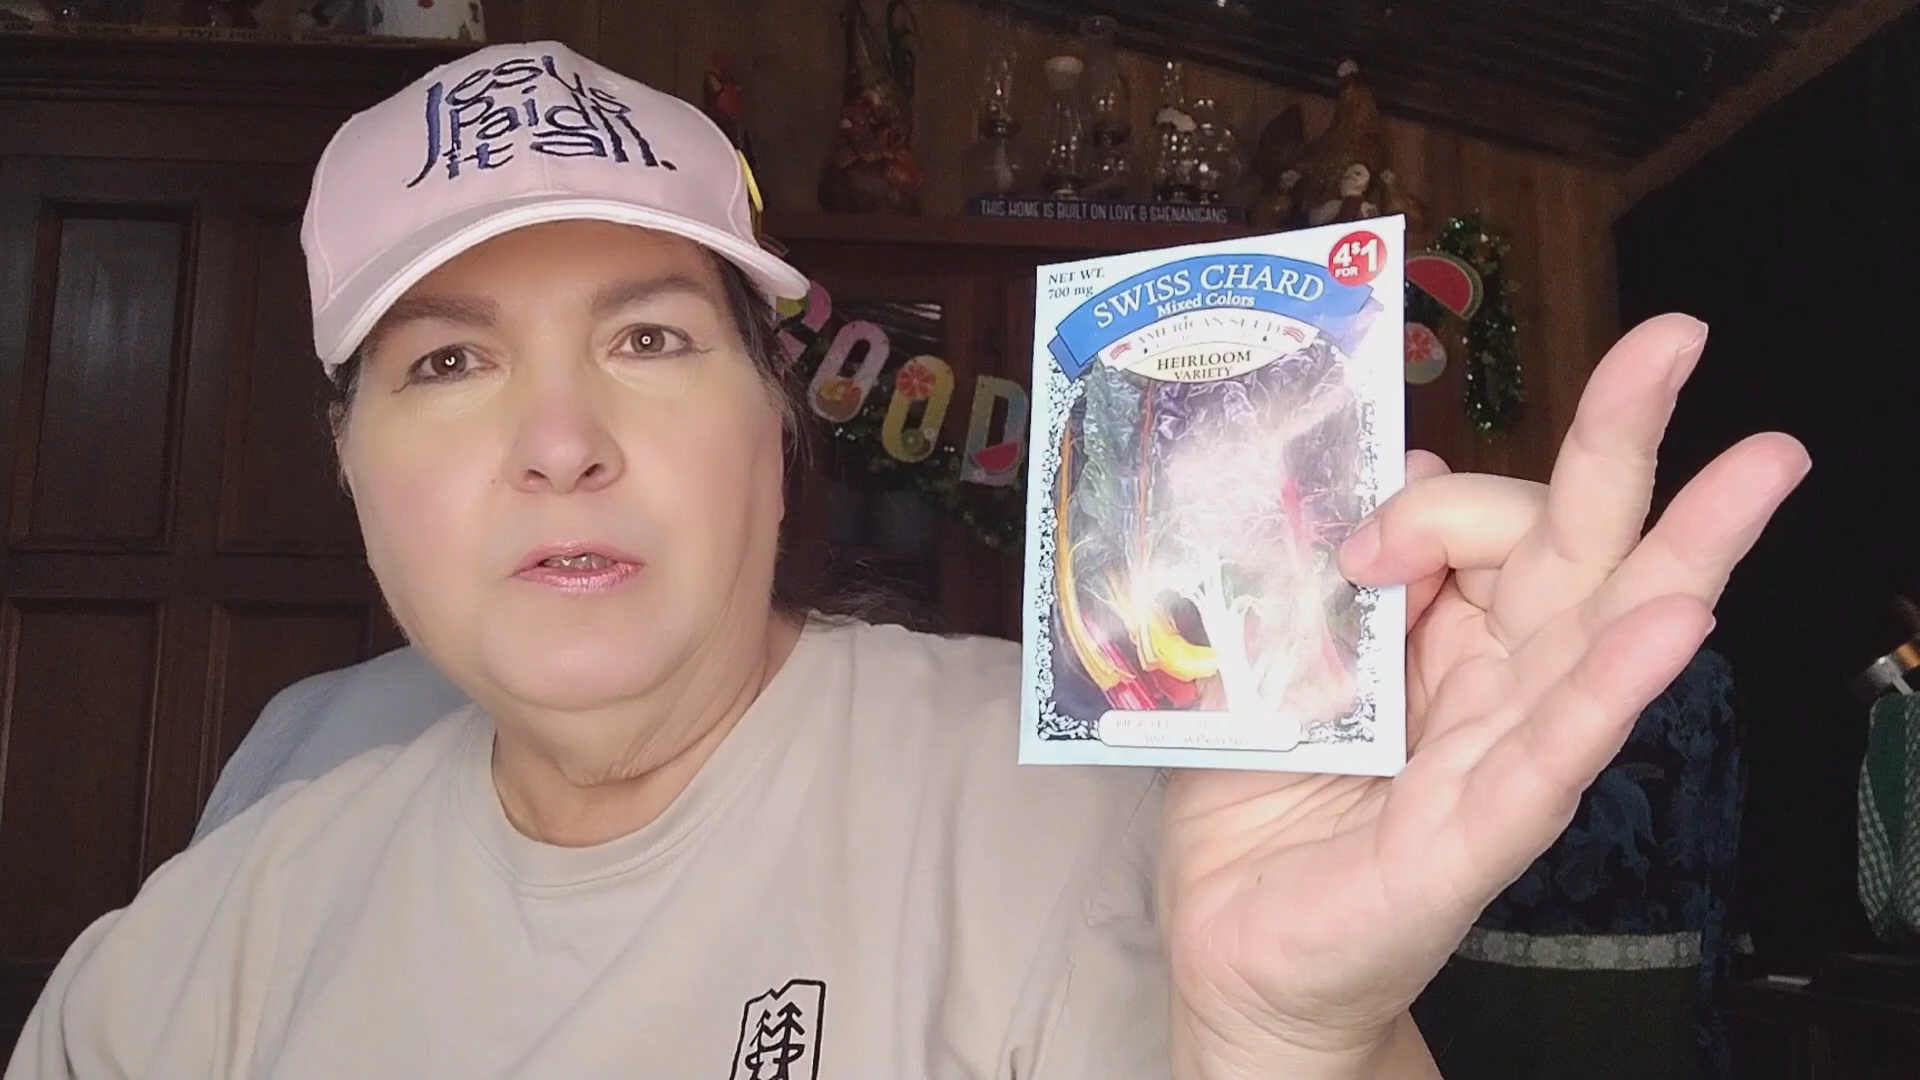 Jesus
Paid
it all.
THIS HOME IS BUILT ON LOVE & SHENANIGANS
4 FOR $1
NET WT.
700 mg
SWISS CHARD
Mixed Colors
AMERICAN SEED
HEIRLOOM
VARIETY
OOD